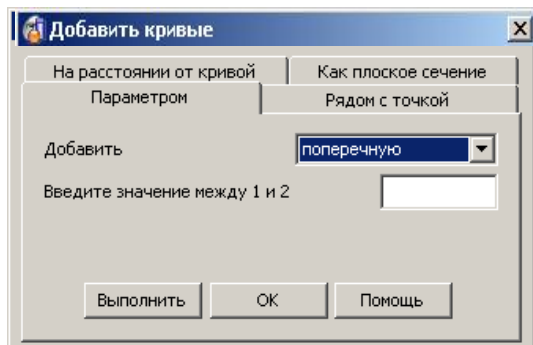 Добавить кривые
На расстоянии от кривой Как плоское сечение
Параметром Рядом с точкой
Добавить поперечную
Введите значение между 1 и 2
Выполнить OK Помощь